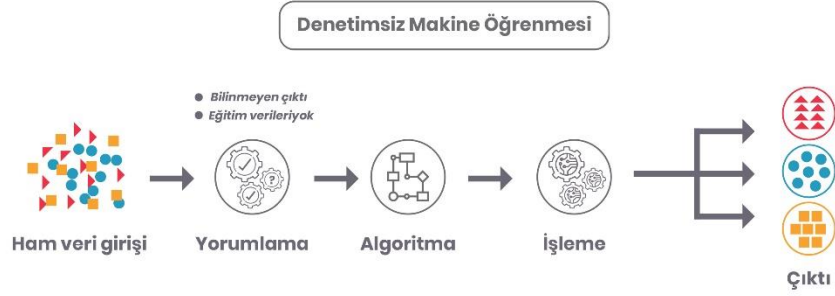 Denetimsiz Makine Öğrenmesi
Bilinmeyen çıktı
Eğitim verileriyok
Ham veri girişi
Yorumlama
Algoritma
İşleme
Çıktı